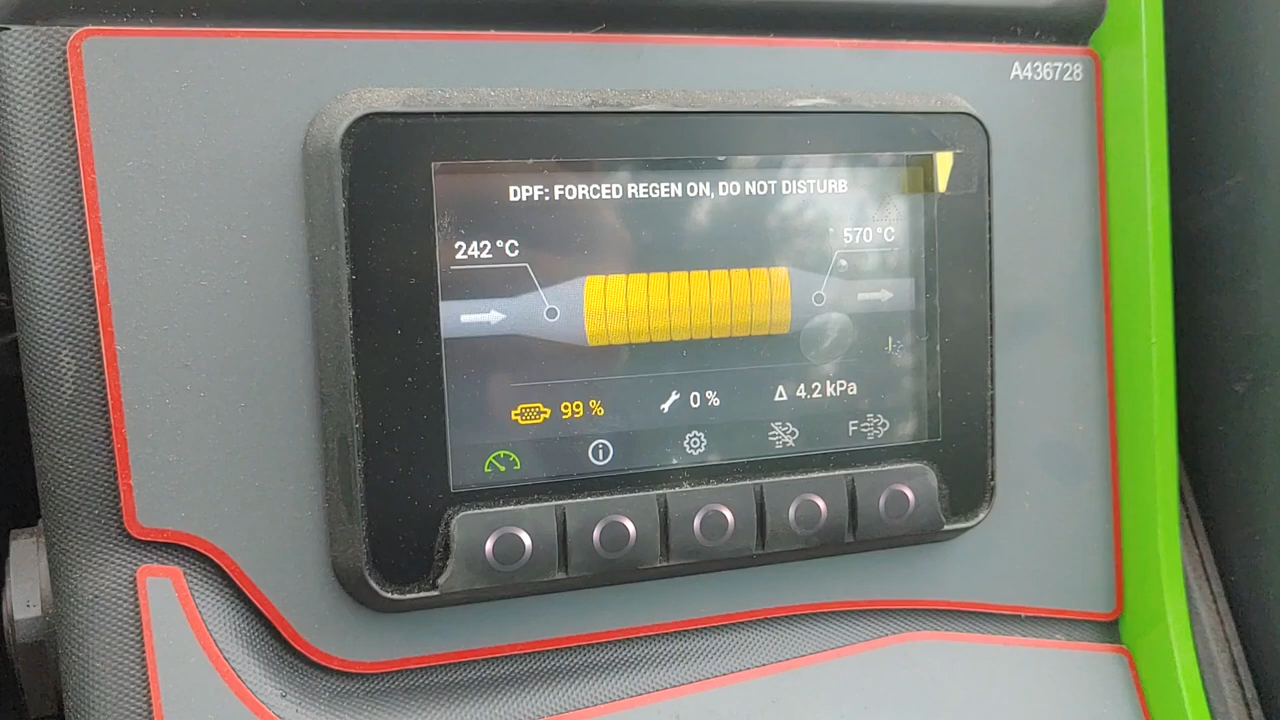 A436728
DPF: FORCED REGEN ON, DO NOT DISTURB
242 °C
570 °C
99 %
0 %
Δ 4.2 kPa
F